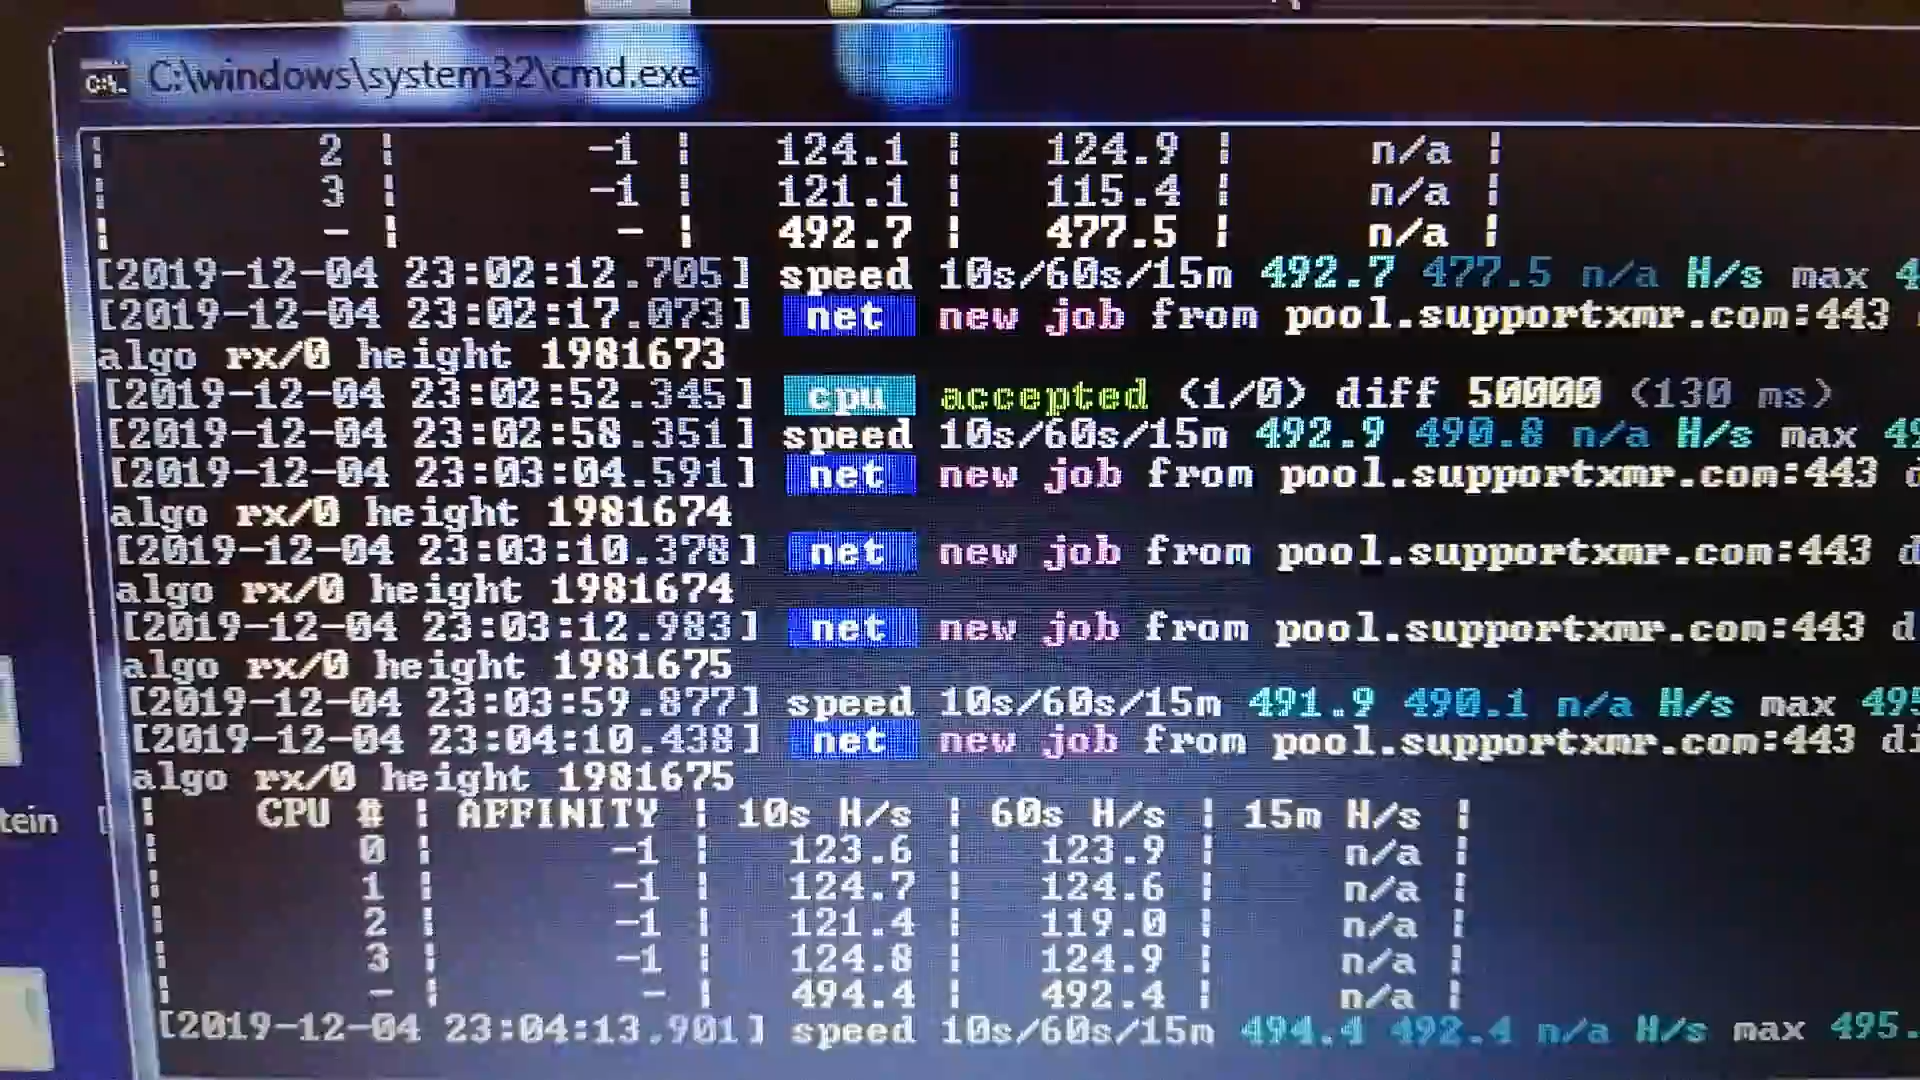 C:\windows\system32\cmd.exe
| 2 | -1 | 124.1 | 124.9 | n/a |
| 3 | -1 | 121.1 | 115.4 | n/a |
| - | - | 492.7 | 477.5 | n/a |
[2019-12-04 23:02:12.705] speed 10s/60s/15m 492.7 477.5 n/a H/s max 4
[2019-12-04 23:02:17.073] net new job from pool.supportxmr.com:443
algo rx/0 height 1981673
[2019-12-04 23:02:52.345] cpu accepted (1/0) diff 50000 (130 ms)
[2019-12-04 23:02:58.351] speed 10s/60s/15m 492.9 490.8 n/a H/s max 49
[2019-12-04 23:03:04.591] net new job from pool.supportxmr.com:443 d
algo rx/0 height 1981674
[2019-12-04 23:03:10.378] net new job from pool.supportxmr.com:443 d
algo rx/0 height 1981674
[2019-12-04 23:03:12.983] net new job from pool.supportxmr.com:443 d
algo rx/0 height 1981675
[2019-12-04 23:03:59.877] speed 10s/60s/15m 491.9 490.1 n/a H/s max 495
[2019-12-04 23:04:10.438] net new job from pool.supportxmr.com:443 di
algo rx/0 height 1981675
| CPU # | AFFINITY | 10s H/s | 60s H/s | 15m H/s |
| 0 | -1 | 123.6 | 123.9 | n/a |
| 1 | -1 | 124.7 | 124.6 | n/a |
| 2 | -1 | 121.4 | 119.0 | n/a |
| 3 | -1 | 124.8 | 124.9 | n/a |
| - | - | 494.4 | 492.4 | n/a |
[2019-12-04 23:04:13.901] speed 10s/60s/15m 494.4 492.4 n/a H/s max 495.
tein